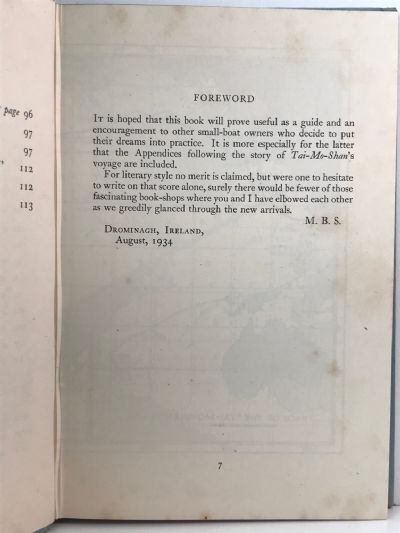 page 96
97
97
112
112
113
FOREWORD
It is hoped that this book will prove useful as a guide and an
encouragement to other small-boat owners who decide to put
their dreams into practice. It is more especially for the latter
that the Appendices following the story of Tai-Mo-Shan's
voyage are included.
For literary style no merit is claimed, but were one to hesitate
to write on that score alone, surely there would be fewer of those
fascinating book-shops where you and I have elbowed each other
as we greedily glanced through the new arrivals.
M. B. S.
Drominagh, Ireland,
August, 1934
7